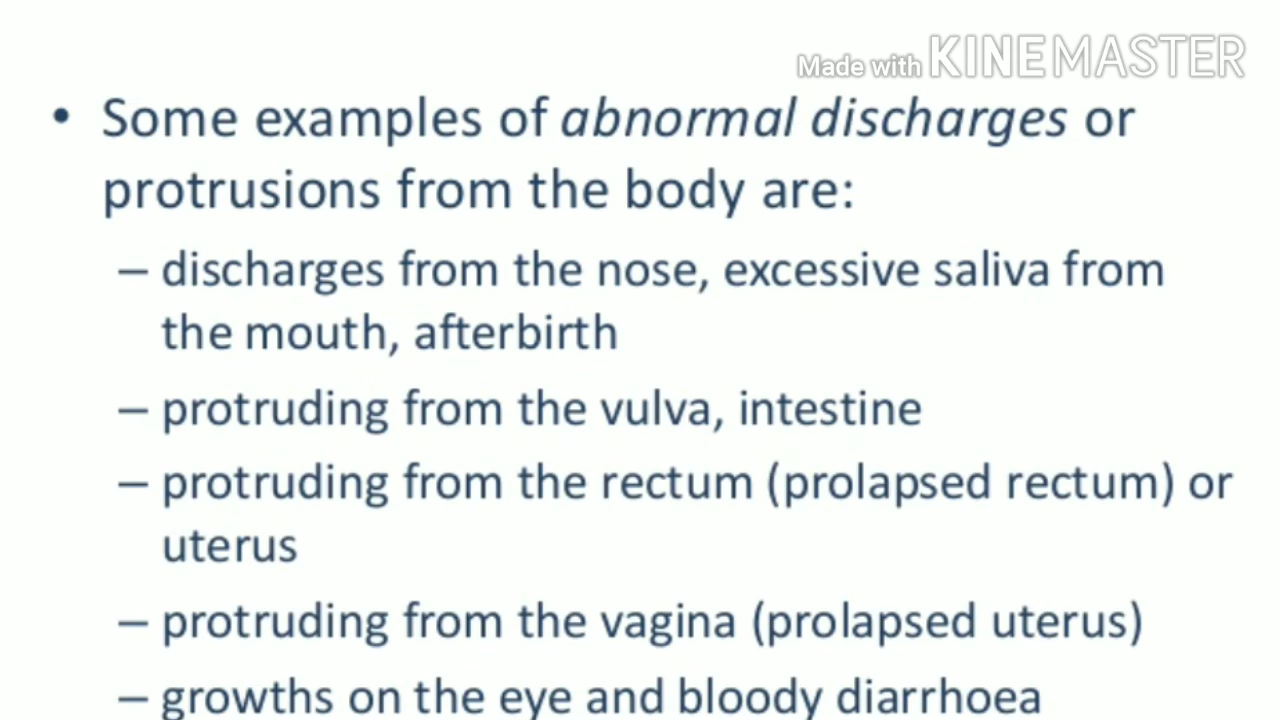 Made with KINEMASTER
• Some examples of abnormal discharges or
protrusions from the body are:
– discharges from the nose, excessive saliva from
the mouth, afterbirth
– protruding from the vulva, intestine
– protruding from the rectum (prolapsed rectum) or
uterus
– protruding from the vagina (prolapsed uterus)
– growths on the eye and bloody diarrhoea